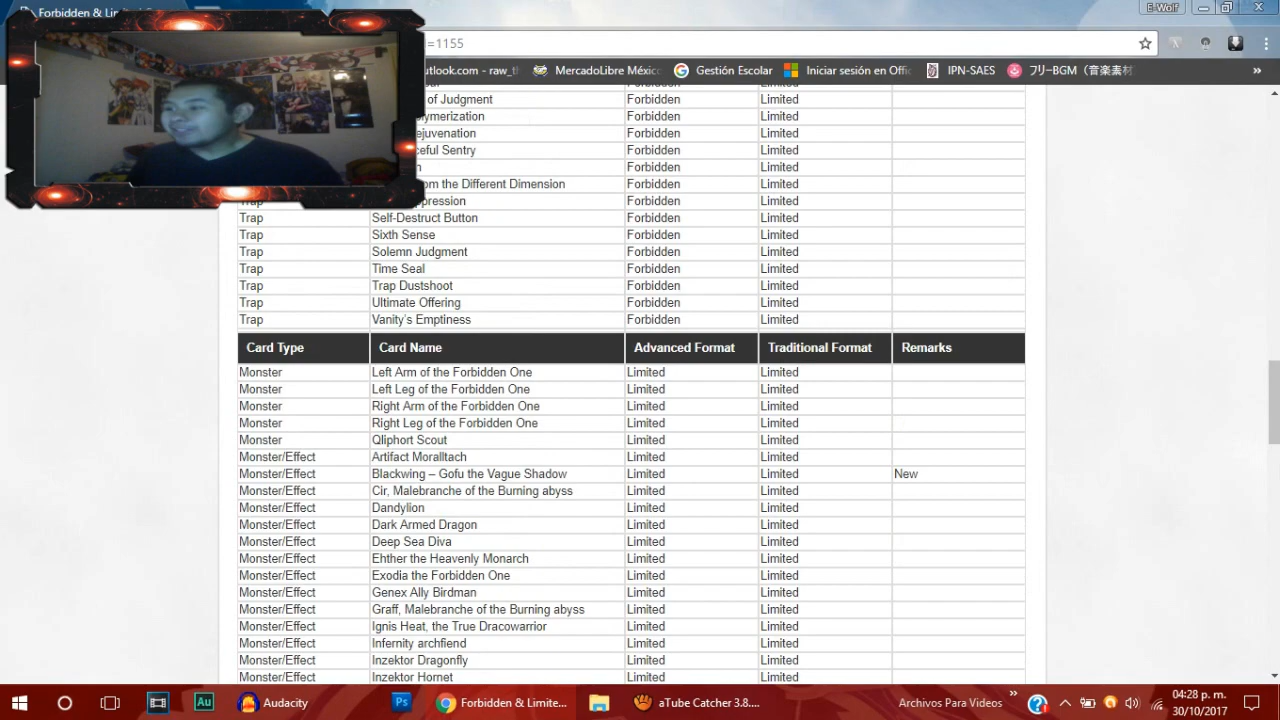 Forbidden & Limited
E-Wolf
=1155
outlook.com - raw_th
MercadoLibre México
Gestión Escolar
Iniciar sesión en Offic
IPN-SAES
フリーBGM（音楽素材
»
Forbidden Limited
of Judgment Forbidden Limited
olymerization Forbidden Limited
ejuvenation Forbidden Limited
ceful Sentry Forbidden Limited
n Forbidden Limited
om the Different Dimension Forbidden Limited
Trap ppression Forbidden Limited
Trap Self-Destruct Button Forbidden Limited
Trap Sixth Sense Forbidden Limited
Trap Solemn Judgment Forbidden Limited
Trap Time Seal Forbidden Limited
Trap Trap Dustshoot Forbidden Limited
Trap Ultimate Offering Forbidden Limited
Trap Vanity's Emptiness Forbidden Limited
Card Type Card Name Advanced Format Traditional Format Remarks
Monster Left Arm of the Forbidden One Limited Limited
Monster Left Leg of the Forbidden One Limited Limited
Monster Right Arm of the Forbidden One Limited Limited
Monster Right Leg of the Forbidden One Limited Limited
Monster Qliphort Scout Limited Limited
Monster/Effect Artifact Moralltach Limited Limited
Monster/Effect Blackwing – Gofu the Vague Shadow Limited Limited New
Monster/Effect Cir, Malebranche of the Burning abyss Limited Limited
Monster/Effect Dandylion Limited Limited
Monster/Effect Dark Armed Dragon Limited Limited
Monster/Effect Deep Sea Diva Limited Limited
Monster/Effect Ehther the Heavenly Monarch Limited Limited
Monster/Effect Exodia the Forbidden One Limited Limited
Monster/Effect Genex Ally Birdman Limited Limited
Monster/Effect Graff, Malebranche of the Burning abyss Limited Limited
Monster/Effect Ignis Heat, the True Dracowarrior Limited Limited
Monster/Effect Infernity archfiend Limited Limited
Monster/Effect Inzektor Dragonfly Limited Limited
Monster/Effect Inzektor Hornet Limited Limited
Au
Audacity
Ps
Forbidden & Limite...
aTube Catcher 3.8....
Archivos Para Videos
»
04:28 p. m.
30/10/2017